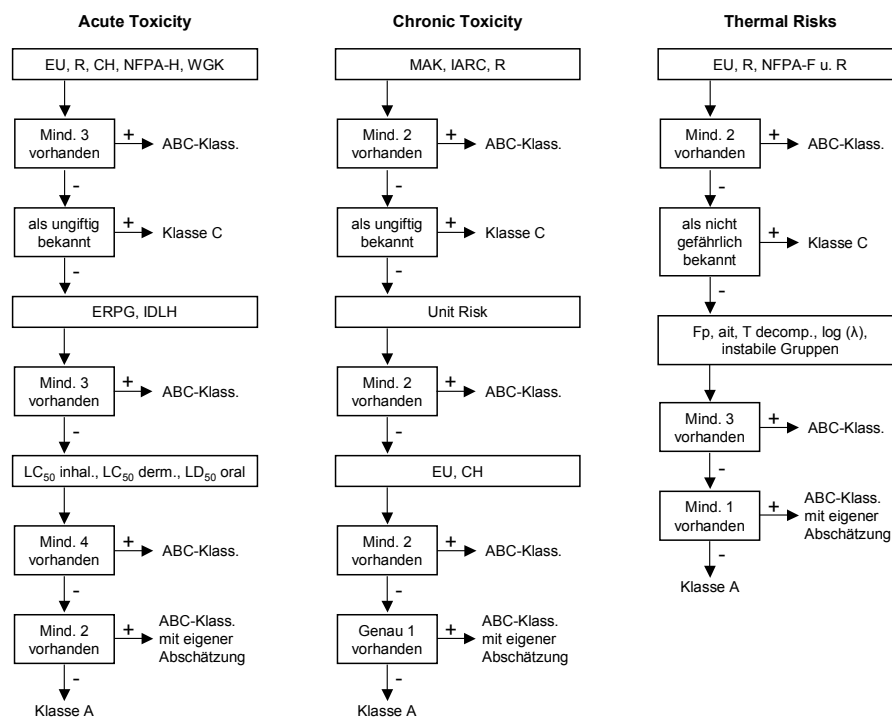 Acute Toxicity
EU, R, CH, NFPA-H, WGK
Mind. 3
vorhanden
+
ABC-Klass.
-
als ungiftig
bekannt
+
Klasse C
-
ERPG, IDLH
Mind. 3
vorhanden
+
ABC-Klass.
-
LC50 inhal., LC50 derm., LD50 oral
Mind. 4
vorhanden
+
ABC-Klass.
-
Mind. 2
vorhanden
+
ABC-Klass.
mit eigener
Abschätzung
-
Klasse A
Chronic Toxicity
MAK, IARC, R
Mind. 2
vorhanden
+
ABC-Klass.
-
als ungiftig
bekannt
+
Klasse C
-
Unit Risk
Mind. 2
vorhanden
+
ABC-Klass.
-
EU, CH
Mind. 2
vorhanden
+
ABC-Klass.
-
Genau 1
vorhanden
+
ABC-Klass.
mit eigener
Abschätzung
-
Klasse A
Thermal Risks
EU, R, NFPA-F u. R
Mind. 2
vorhanden
+
ABC-Klass.
-
als nicht
gefährlich
bekannt
+
Klasse C
-
Fp, ait, T decomp., log (λ),
instabile Gruppen
Mind. 3
vorhanden
+
ABC-Klass.
-
Mind. 1
vorhanden
+
ABC-Klass.
mit eigener
Abschätzung
-
Klasse A